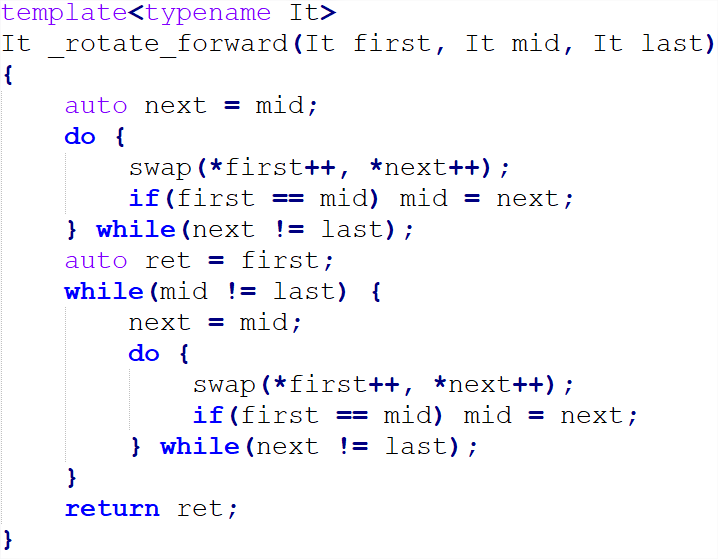 template<typename It>
It _rotate_forward(It first, It mid, It last)
{
    auto next = mid;
    do {
        swap(*first++, *next++);
        if(first == mid) mid = next;
    } while(next != last);
    auto ret = first;
    while(mid != last) {
        next = mid;
        do {
            swap(*first++, *next++);
            if(first == mid) mid = next;
        } while(next != last);
    }
    return ret;
}